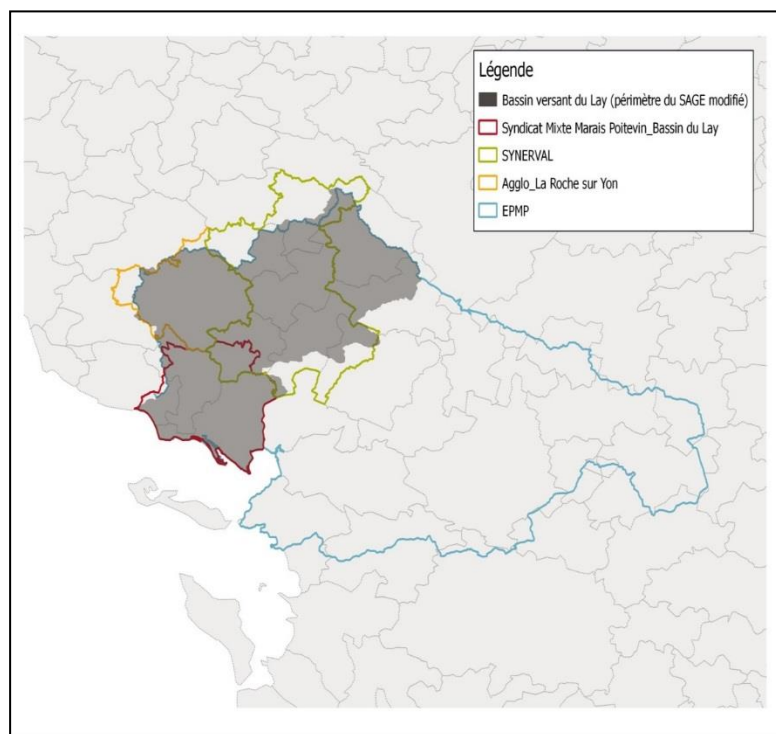 Légende
Bassin versant du Lay (périmètre du SAGE modifié)
Syndicat Mixte Marais Poitevin_Bassin du Lay
SYNERVAL
Agglo_La Roche sur Yon
EPMP